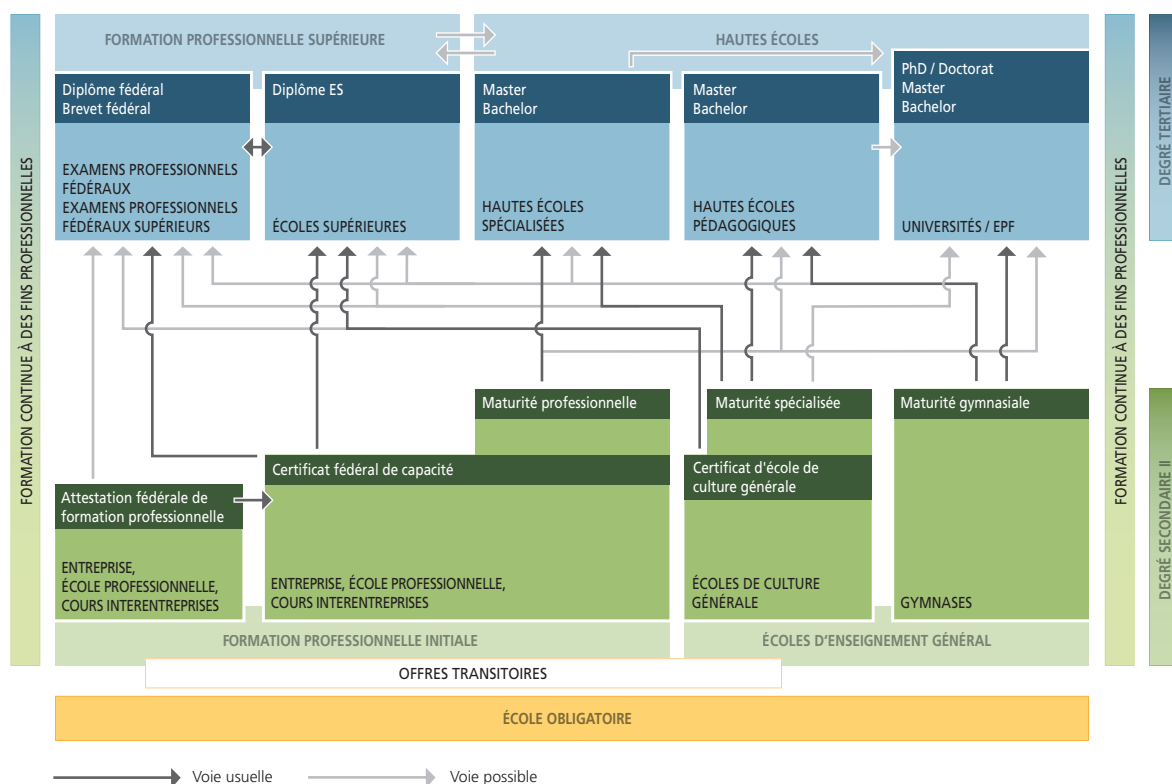 FORMATION PROFESSIONNELLE SUPÉRIEURE
HAUTES ÉCOLES
Diplôme fédéral
Brevet fédéral
EXAMENS PROFESSIONNELS
FÉDÉRAUX
EXAMENS PROFESSIONNELS
FÉDÉRAUX SUPÉRIEURS
Diplôme ES
ÉCOLES SUPÉRIEURES
Master
Bachelor
HAUTES ÉCOLES
SPÉCIALISÉES
Master
Bachelor
HAUTES ÉCOLES
PÉDAGOGIQUES
PhD / Doctorat
Master
Bachelor
UNIVERSITÉS / EPF
FORMATION CONTINUE À DES FINS PROFESSIONNELLES
FORMATION CONTINUE À DES FINS PROFESSIONNELLES
DEGRÉ TERTIAIRE
DEGRÉ SECONDAIRE II
Maturité professionnelle
Maturité spécialisée
Maturité gymnasiale
Certificat fédéral de capacité
Certificat d'école de
culture générale
Attestation fédérale de
formation professionnelle
ENTREPRISE,
ÉCOLE PROFESSIONNELLE,
COURS INTERENTREPRISES
ENTREPRISE, ÉCOLE PROFESSIONNELLE,
COURS INTERENTREPRISES
ÉCOLES DE CULTURE
GÉNÉRALE
GYMNASES
FORMATION PROFESSIONNELLE INITIALE
ÉCOLES D'ENSEIGNEMENT GÉNÉRAL
OFFRES TRANSITOIRES
ÉCOLE OBLIGATOIRE
Voie usuelle
Voie possible